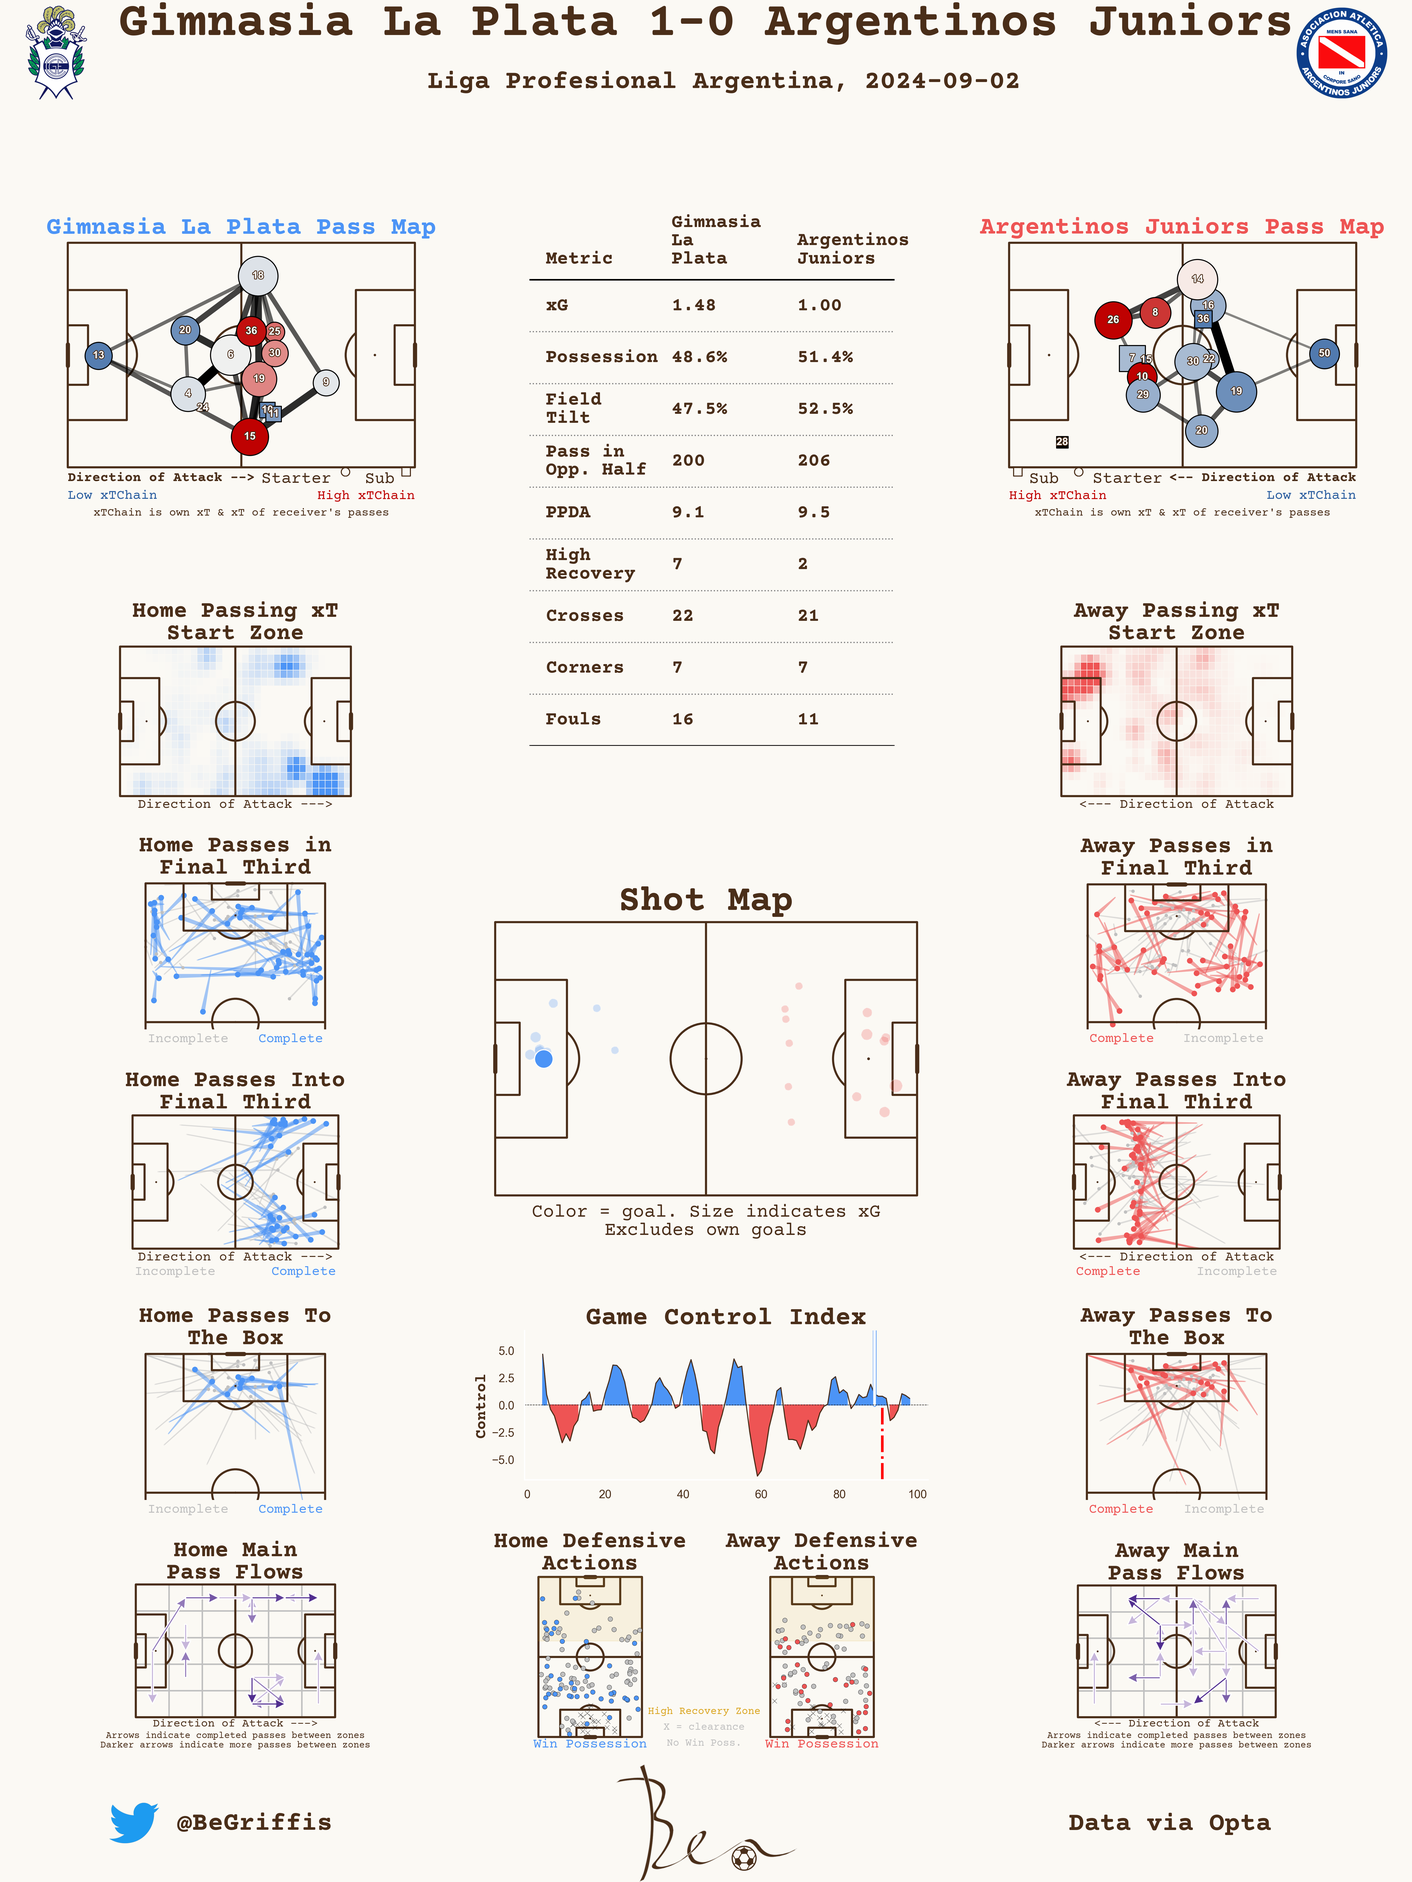 Gimnasia La Plata 1-0 Argentinos Juniors
Liga Profesional Argentina, 2024-09-02
ASOCIACION ATLETICA
MENS SANA
IN
CORPORE SANO
ARGENTINOS JUNIORS
Gimnasia La Plata Pass Map
18
20
36
25
13
6
30
19
9
4
24
10
11
15
Direction of Attack --> Starter Sub
Low xTChain High xTChain
xTChain is own xT & xT of receiver's passes
Metric Gimnasia La Plata Argentinos Juniors
xG 1.48 1.00
Possession 48.6% 51.4%
Field Tilt 47.5% 52.5%
Pass in Opp. Half 200 206
PPDA 9.1 9.5
High Recovery 7 2
Crosses 22 21
Corners 7 7
Fouls 16 11
Argentinos Juniors Pass Map
14
16
8
26
36
7
15
30
22
50
10
29
19
20
28
Sub Starter <-- Direction of Attack
High xTChain Low xTChain
xTChain is own xT & xT of receiver's passes
Home Passing xT
Start Zone
Direction of Attack --->
Away Passing xT
Start Zone
<--- Direction of Attack
Home Passes in
Final Third
Incomplete Complete
Away Passes in
Final Third
Complete Incomplete
Shot Map
Color = goal. Size indicates xG
Excludes own goals
Home Passes Into
Final Third
Direction of Attack --->
Incomplete Complete
Away Passes Into
Final Third
<--- Direction of Attack
Complete Incomplete
Home Passes To
The Box
Incomplete Complete
Game Control Index
Control
5.0
2.5
0.0
−2.5
−5.0
0 20 40 60 80 100
Away Passes To
The Box
Complete Incomplete
Home Main
Pass Flows
Direction of Attack --->
Arrows indicate completed passes between zones
Darker arrows indicate more passes between zones
Home Defensive
Actions
Win Possession
High Recovery Zone
X = clearance
No Win Poss.
Away Defensive
Actions
Win Possession
Away Main
Pass Flows
<--- Direction of Attack
Arrows indicate completed passes between zones
Darker arrows indicate more passes between zones
@BeGriffis
Ben
Data via Opta